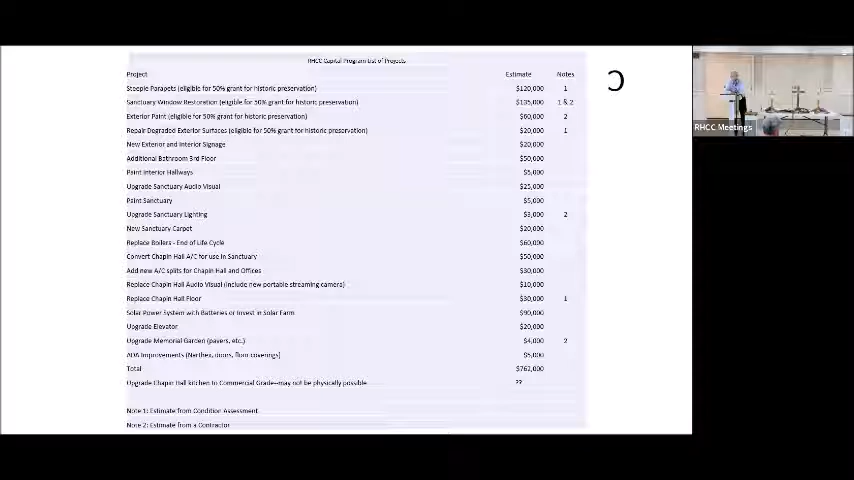 RHCC Capital Program List of Projects
Project Estimate Notes
Steeple Parapets (eligible for 50% grant for historic preservation) $120,000 1
Sanctuary Window Restoration (eligible for 50% grant for historic preservation) $135,000 1 & 2
Exterior Paint (eligible for 50% grant for historic preservation) $60,000 2
Repair Degraded Exterior Surfaces (eligible for 50% grant for historic preservation) $20,000 1
New Exterior and Interior Signage $20,000
Additional Bathroom 3rd Floor $50,000
Paint Interior Hallways $5,000
Upgrade Sanctuary Audio Visual $25,000
Paint Sanctuary $5,000
Upgrade Sanctuary Lighting $3,000 2
New Sanctuary Carpet $20,000
Replace Boilers - End of Life Cycle $60,000
Convert Chapin Hall A/C for use in Sanctuary $50,000
Add new A/C splits for Chapin Hall and Offices $30,000
Replace Chapin Hall Audio Visual (include new portable streaming camera) $10,000
Replace Chapin Hall Floor $30,000 1
Solar Power System with Batteries or Invest in Solar Farm $90,000
Upgrade Elevator $20,000
Upgrade Memorial Garden (pavers, etc.) $4,000 2
ADA Improvements (Narthex, doors, floor coverings) $5,000
Total $762,000
Upgrade Chapin Hall kitchen to Commercial Grade--may not be physically possible ??
Note 1: Estimate from Condition Assessment
Note 2: Estimate from a Contractor
RHCC Meetings